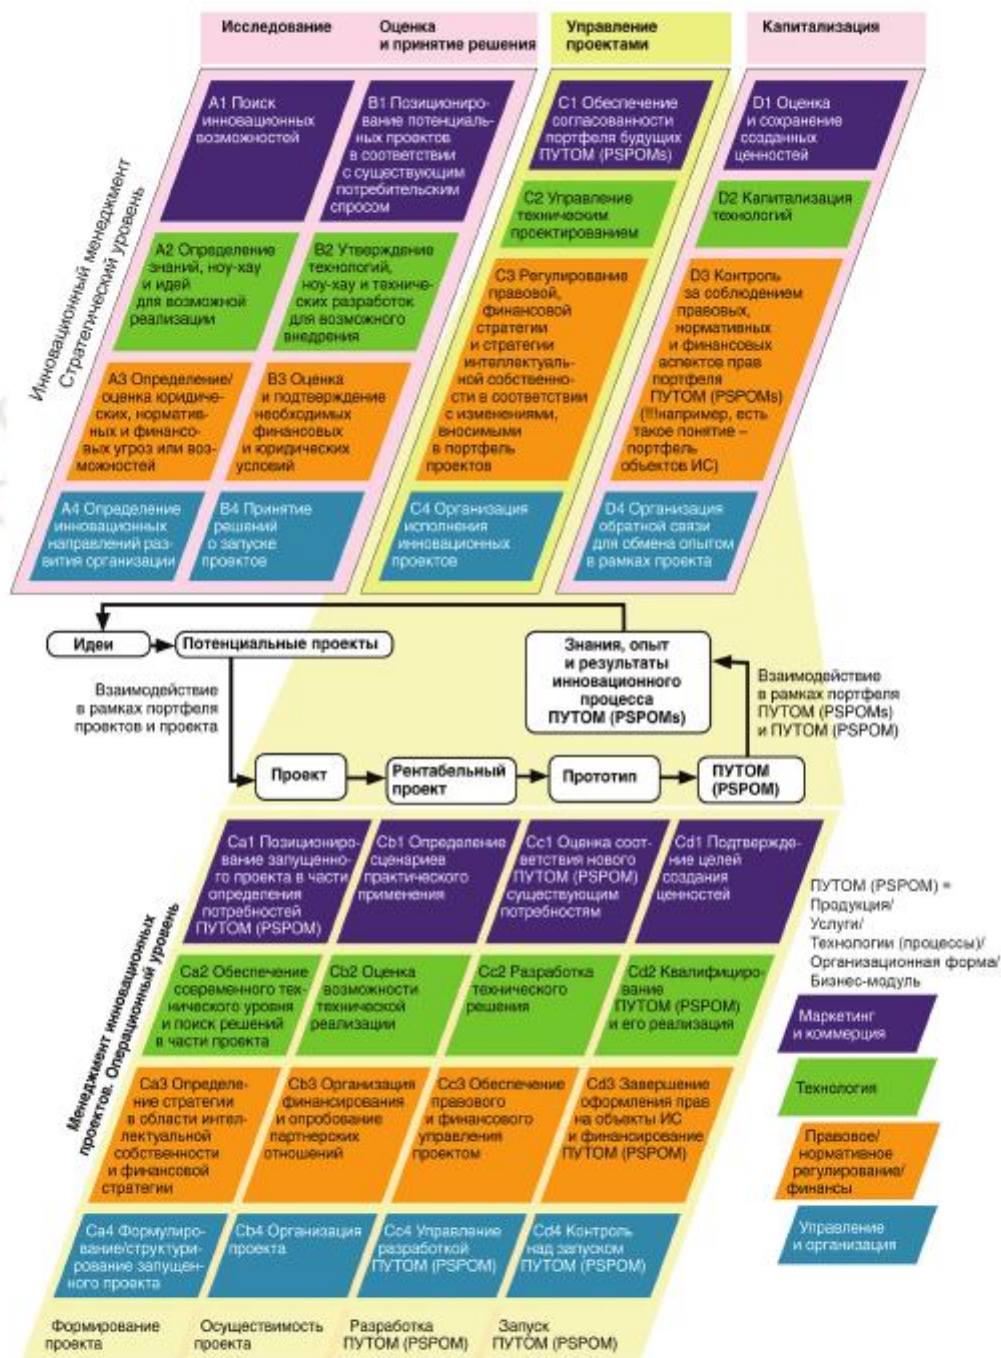 Исследование
Оценка
и принятие решения
Управление
проектами
Капитализация
Инновационный менеджмент
Стратегический уровень
A1 Поиск
инновационных
возможностей
B1 Позициониро-
вание потенциаль-
ных проектов
в соответствии
с существующим
потребительским
спросом
C1 Обеспечение
согласованности
портфеля будущих
ПУТОМ (PSPOMs)
D1 Оценка
и сохранение
созданных
ценностей
A2 Определение
знаний, ноу-хау
и идей
для возможной
реализации
B2 Утверждение
технологий,
ноу-хау и техниче-
ских разработок
для возможного
внедрения
C2 Управление
техническим
проектированием
D2 Капитализация
технологий
A3 Определение/
оценка юридиче-
ских, норматив-
ных и финансо-
вых угроз или воз-
можностей
B3 Оценка
и подтверждение
необходимых
финансовых
и юридических
условий
C3 Регулирование
правовой,
финансовой
стратегии
и стратегии
интеллектуаль-
ной собственно-
сти в соответствии
с изменениями,
вносимыми
в портфель
проектов
D3 Контроль
за соблюдением
правовых,
нормативных
и финансовых
аспектов прав
портфеля
ПУТОМ (PSPOMs)
(!!!например, есть
такое понятие –
портфель
объектов ИС)
A4 Определение
инновационных
направлений раз-
вития организации
B4 Принятие
решений
о запуске
проектов
C4 Организация
исполнения
инновационных
проектов
D4 Организация
обратной связи
для обмена опытом
в рамках проекта
Идеи
Потенциальные проекты
Знания, опыт
и результаты
инновационного
процесса
ПУТОМ (PSPOMs)
Взаимодействие
в рамках портфеля
проектов и проекта
Взаимодействие
в рамках портфеля
ПУТОМ (PSPOMs)
и ПУТОМ (PSPOM)
Проект
Рентабельный
проект
Прототип
ПУТОМ
(PSPOM)
Менеджмент инновационных
проектов. Операционный уровень
Ca1 Позициониро-
вание запущенно-
го проекта в части
определения
потребностей
ПУТОМ (PSPOM)
Cb1 Определение
сценариев
практического
применения
Cc1 Оценка соот-
ветствия нового
ПУТОМ (PSPOM)
существующим
потребностям
Cd1 Подтвержде-
ние целей
создания
ценностей
Ca2 Обеспечение
современного тех-
нического уровня
и поиск решений
в части проекта
Cb2 Оценка
возможности
технической
реализации
Cc2 Разработка
технического
решения
Cd2 Квалифициро-
вание
ПУТОМ (PSPOM)
и его реализация
Ca3 Определе-
ние стратегии
в области интел-
лектуальной
собственности
и финансовой
стратегии
Cb3 Организация
финансирования
и опробование
партнерских
отношений
Cc3 Обеспечение
правового
и финансового
управления
проектом
Cd3 Завершение
оформления прав
на объекты ИС
и финансирование
ПУТОМ (PSPOM)
Ca4 Формулиро-
вание/структури-
рование запущен-
ного проекта
Cb4 Организация
проекта
Cc4 Управление
разработкой
ПУТОМ (PSPOM)
Cd4 Контроль
над запуском
ПУТОМ (PSPOM)
Формирование
проекта
Осуществимость
проекта
Разработка
ПУТОМ (PSPOM)
Запуск
ПУТОМ (PSPOM)
ПУТОМ (PSPOM) =
Продукция/
Услуги/
Технологии (процессы)/
Организационная форма/
Бизнес-модуль
Маркетинг
и коммерция
Технология
Правовое/
нормативное
регулирование/
финансы
Управление
и организация